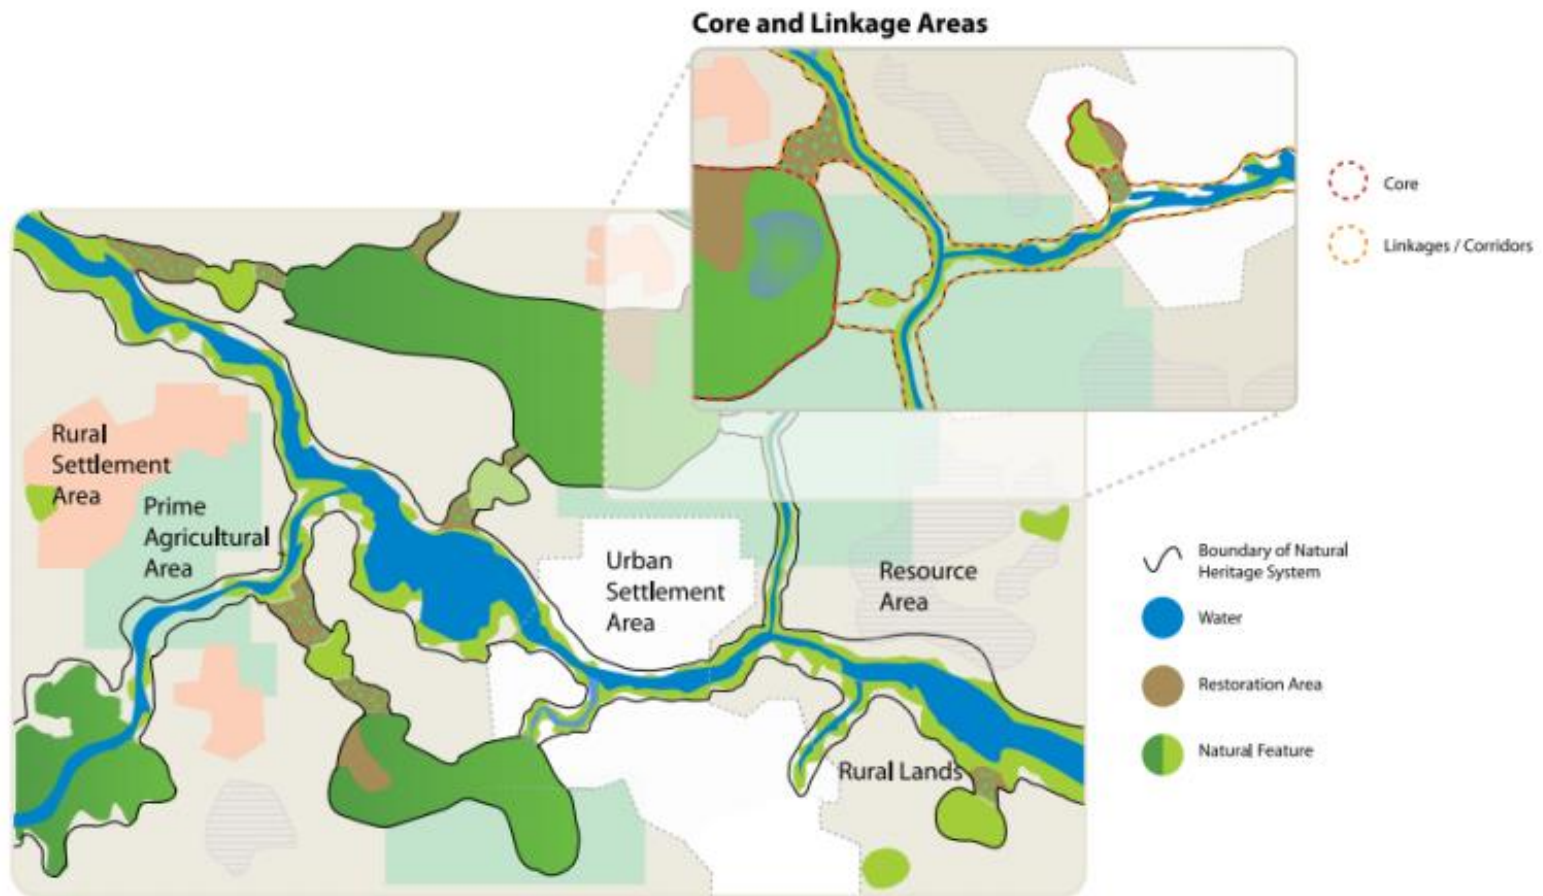 Core and Linkage Areas
Core
Linkages / Corridors
Rural
Settlement
Area
Prime
Agricultural
Area
Urban
Settlement
Area
Resource
Area
Rural Lands
Boundary of Natural
Heritage System
Water
Restoration Area
Natural Feature